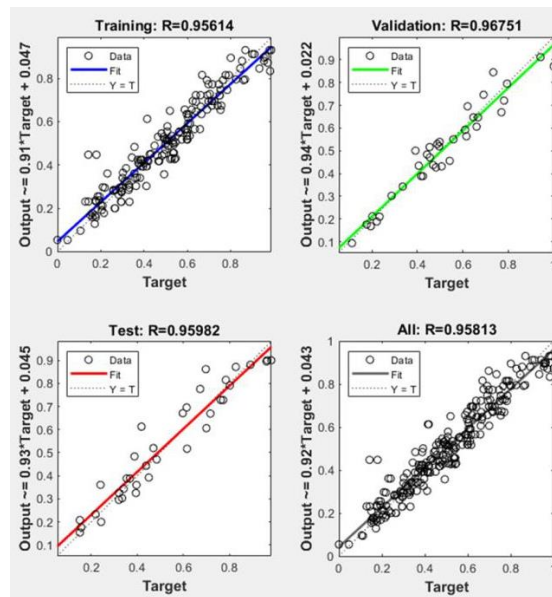 Training: R=0.95614
Output ~= 0.91*Target + 0.047
Data
Fit
Y = T
0.8
0.6
0.4
0.2
0
0 0.2 0.4 0.6 0.8
Target
Validation: R=0.96751
Output ~= 0.94*Target + 0.022
Data
Fit
Y = T
0.9
0.8
0.7
0.6
0.5
0.4
0.3
0.2
0.1
0.2 0.4 0.6 0.8
Target
Test: R=0.95982
Output ~= 0.93*Target + 0.045
Data
Fit
Y = T
0.9
0.8
0.7
0.6
0.5
0.4
0.3
0.2
0.1
0.2 0.4 0.6 0.8
Target
All: R=0.95813
Output ~= 0.92*Target + 0.043
Data
Fit
Y = T
1
0.8
0.6
0.4
0.2
0
0 0.2 0.4 0.6 0.8
Target